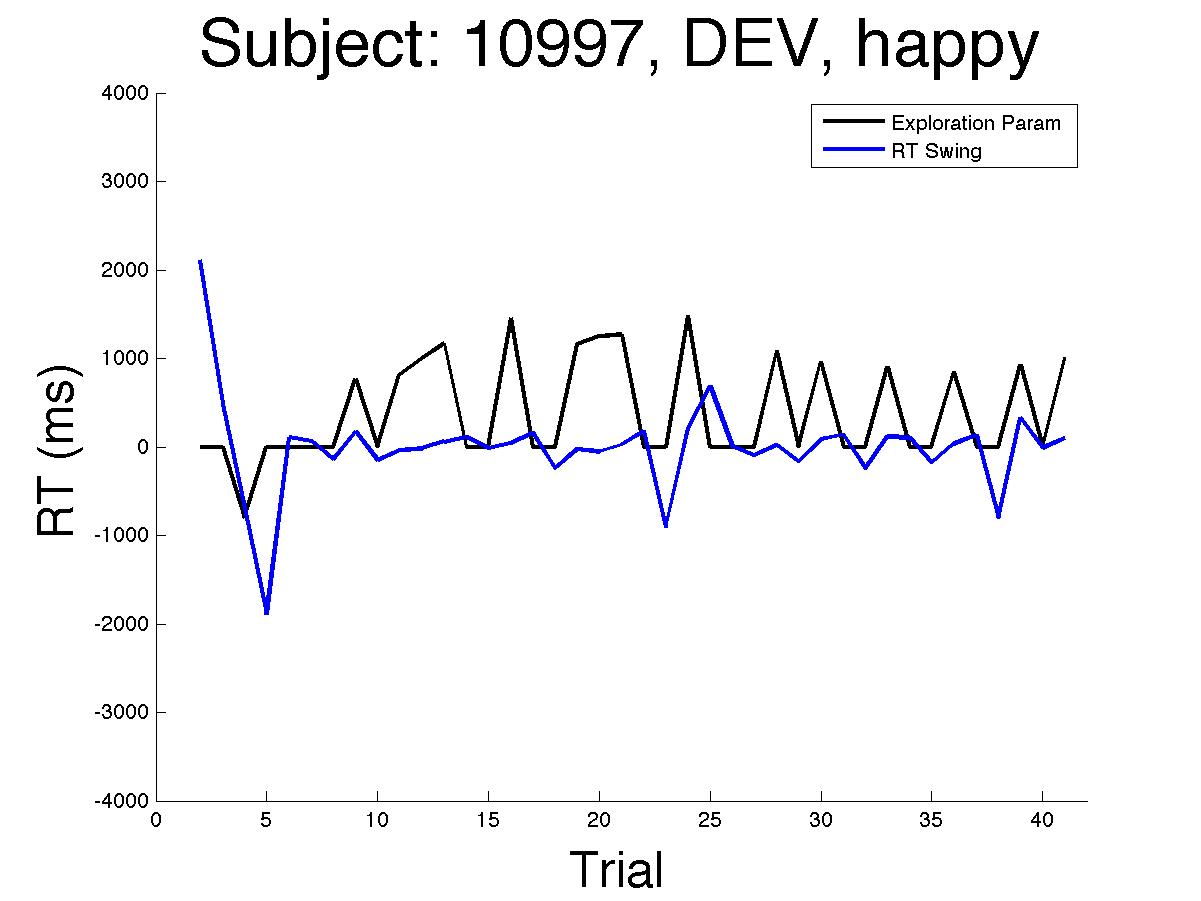 Subject: 10997, DEV, happy
4000
3000
2000
1000
0
-1000
-2000
-3000
-4000
RT (ms)
Exploration Param
RT Swing
0 5 10 15 20 25 30 35 40
Trial